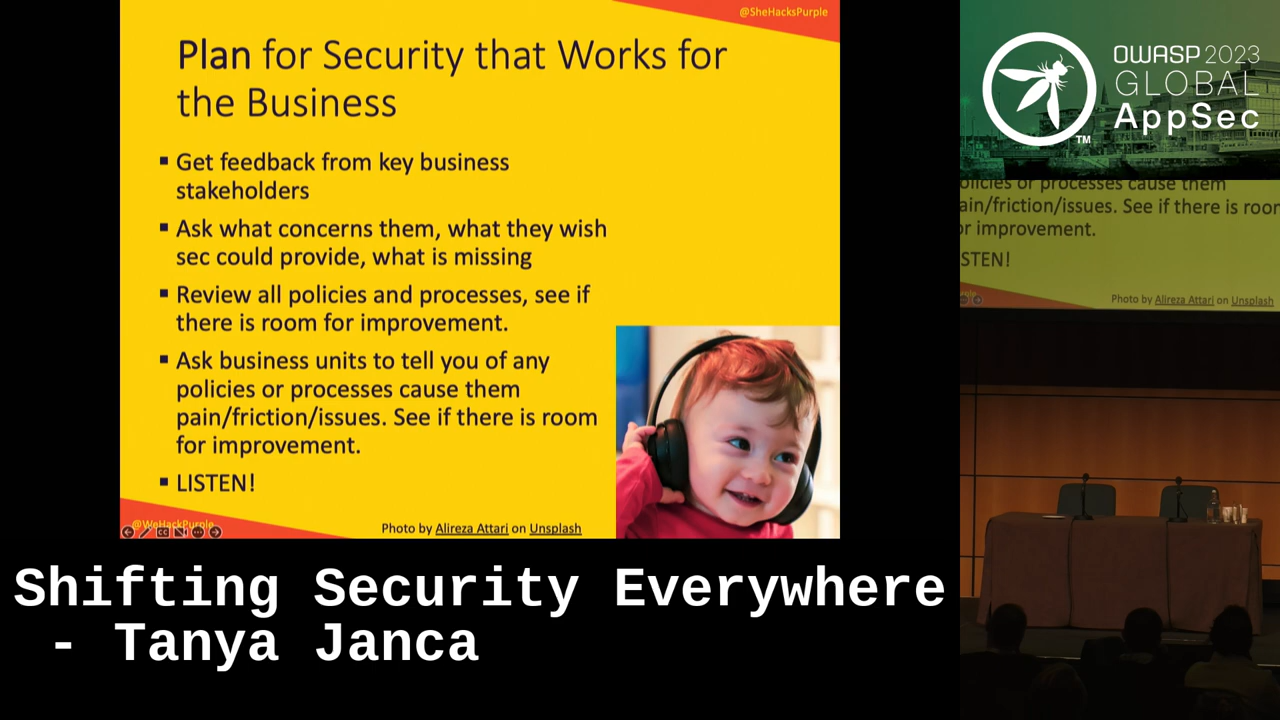 @SheHacksPurple
Plan for Security that Works for
the Business
▪ Get feedback from key business
stakeholders
▪ Ask what concerns them, what they wish
sec could provide, what is missing
▪ Review all policies and processes, see if
there is room for improvement.
▪ Ask business units to tell you of any
policies or processes cause them
pain/friction/issues. See if there is room
for improvement.
▪ LISTEN!
@WeHackPurple
Photo by Alireza Attari on Unsplash
Shifting Security Everywhere
- Tanya Janca
OWASP 2023
GLOBAL
AppSec
TM
olicies or processes cause them
ain/friction/issues. See if there is roor
or improvement.
STEN!
Photo by Alireza Attari on Unsplash